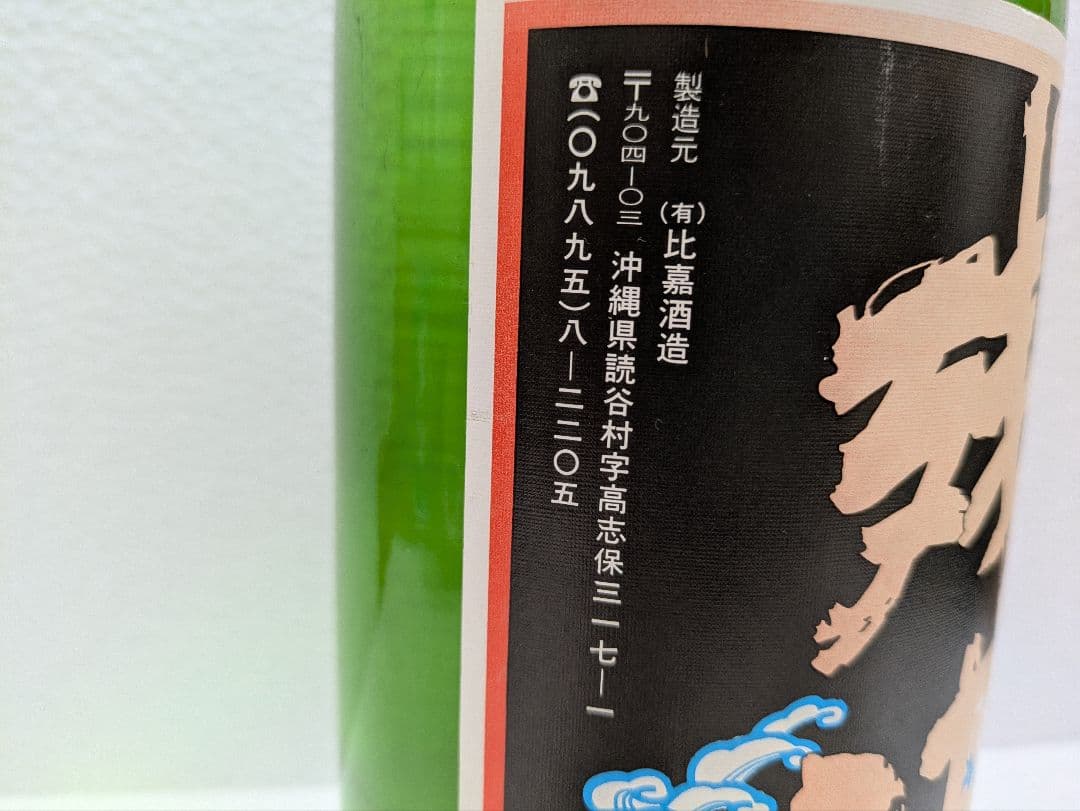 製造元　(有)比嘉酒造
〒九〇四―〇三　沖縄県読谷村字高志保三一七―一
☎(〇九八九五)八―二二〇五